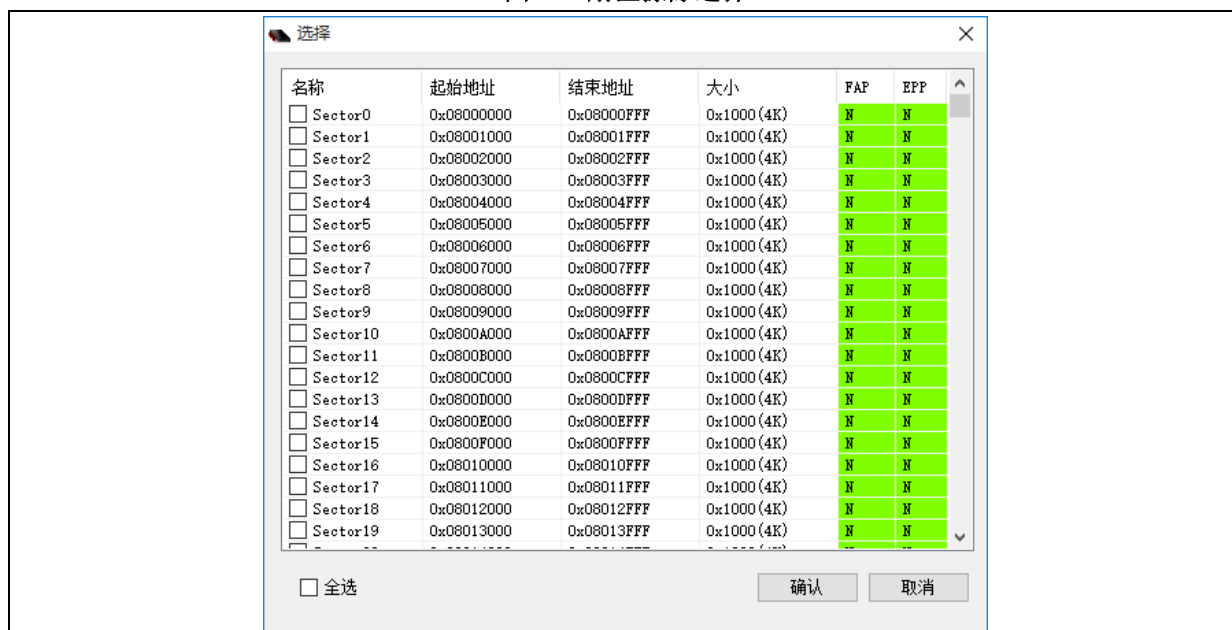 选择
名称 起始地址 结束地址 大小 FAP EPP
Sector0 0x08000000 0x08000FFF 0x1000(4K) N N
Sector1 0x08001000 0x08001FFF 0x1000(4K) N N
Sector2 0x08002000 0x08002FFF 0x1000(4K) N N
Sector3 0x08003000 0x08003FFF 0x1000(4K) N N
Sector4 0x08004000 0x08004FFF 0x1000(4K) N N
Sector5 0x08005000 0x08005FFF 0x1000(4K) N N
Sector6 0x08006000 0x08006FFF 0x1000(4K) N N
Sector7 0x08007000 0x08007FFF 0x1000(4K) N N
Sector8 0x08008000 0x08008FFF 0x1000(4K) N N
Sector9 0x08009000 0x08009FFF 0x1000(4K) N N
Sector10 0x0800A000 0x0800AFFF 0x1000(4K) N N
Sector11 0x0800B000 0x0800BFFF 0x1000(4K) N N
Sector12 0x0800C000 0x0800CFFF 0x1000(4K) N N
Sector13 0x0800D000 0x0800DFFF 0x1000(4K) N N
Sector14 0x0800E000 0x0800EFFF 0x1000(4K) N N
Sector15 0x0800F000 0x0800FFFF 0x1000(4K) N N
Sector16 0x08010000 0x08010FFF 0x1000(4K) N N
Sector17 0x08011000 0x08011FFF 0x1000(4K) N N
Sector18 0x08012000 0x08012FFF 0x1000(4K) N N
Sector19 0x08013000 0x08013FFF 0x1000(4K) N N
全选 确认 取消